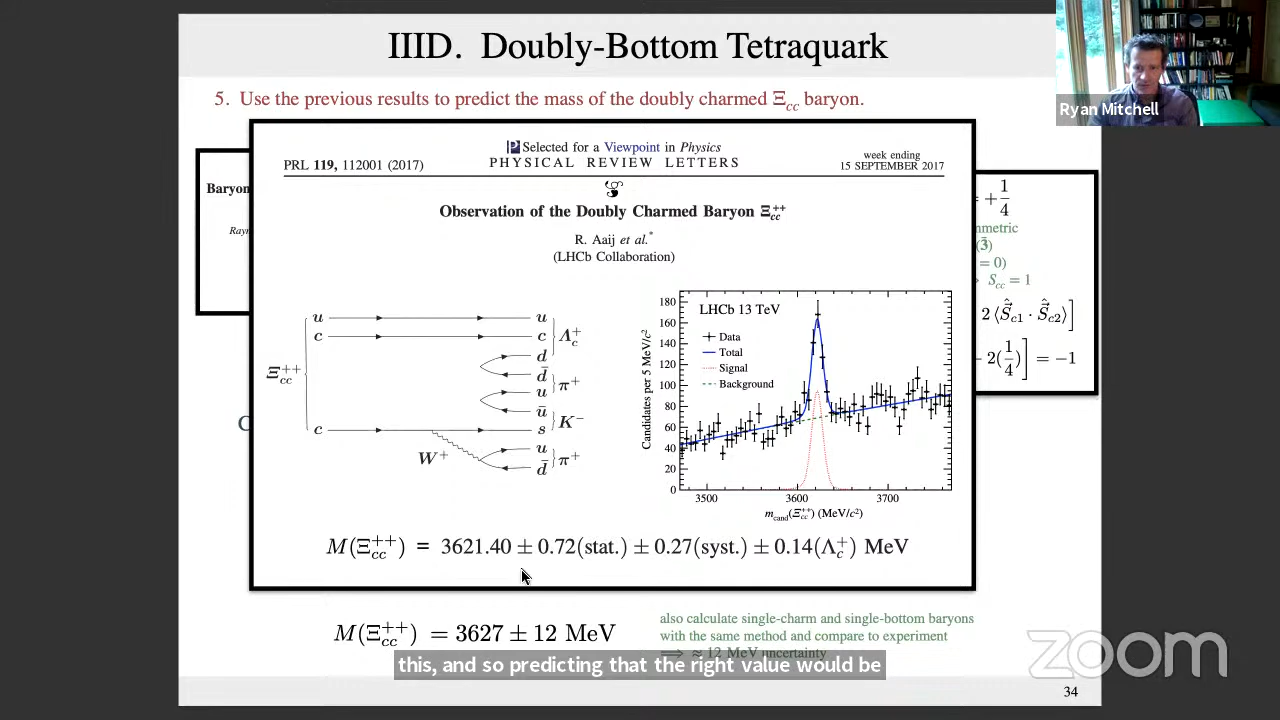 IIID. Doubly-Bottom Tetraquark
Ryan Mitchell
5. Use the previous results to predict the mass of the doubly charmed Ξcc baryon.
Selected for a Viewpoint in Physics
PRL 119, 112001 (2017)
PHYSICAL REVIEW LETTERS
week ending
15 SEPTEMBER 2017
Observation of the Doubly Charmed Baryon Ξcc++
R. Aaij et al.*
(LHCb Collaboration)
Baryon
= +1/4
(3̄)
= 0)
Scc = 1
2⟨Ŝc1 · Ŝc2⟩]
2(1/4)] = −1
Ξcc++
u u
c c } Λc+
d
d̄ } π+
u
ū } K−
c s
W+ u } π+
d̄
LHCb 13 TeV
Data
Total
Signal
Background
Candidates per 5 MeV/c²
180
160
140
120
100
80
60
40
20
0
3500 3600 3700
mcand(Ξcc++) (MeV/c²)
M(Ξcc++) = 3621.40 ± 0.72(stat.) ± 0.27(syst.) ± 0.14(Λc+) MeV
M(Ξcc++) = 3627 ± 12 MeV
also calculate single-charm and single-bottom baryons
with the same method and compare to experiment
⟹ ≈ 12 MeV uncertainty
this, and so predicting that the right value would be
zoom
34